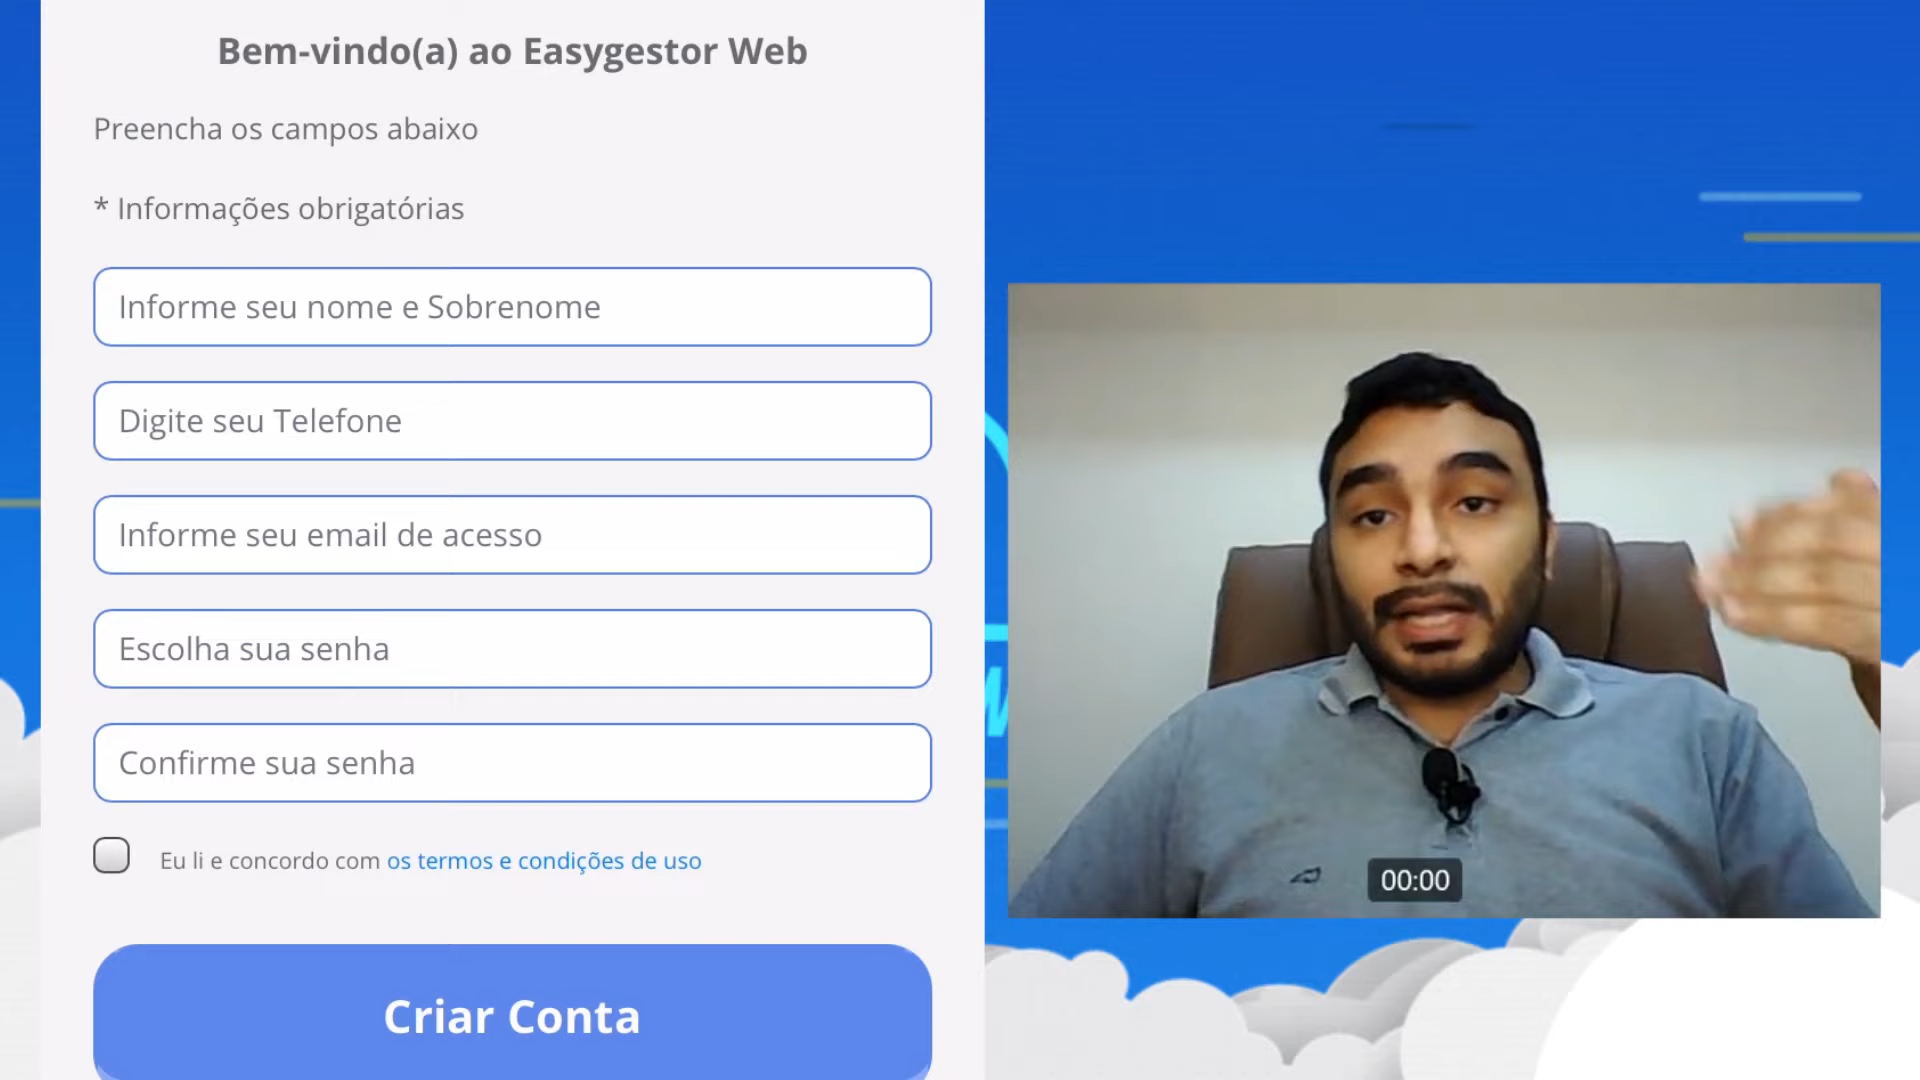 Bem-vindo(a) ao Easygestor Web
Preencha os campos abaixo
* Informações obrigatórias
Informe seu nome e Sobrenome
Digite seu Telefone
Informe seu email de acesso
Escolha sua senha
Confirme sua senha
Eu li e concordo com os termos e condições de uso
Criar Conta
00:00